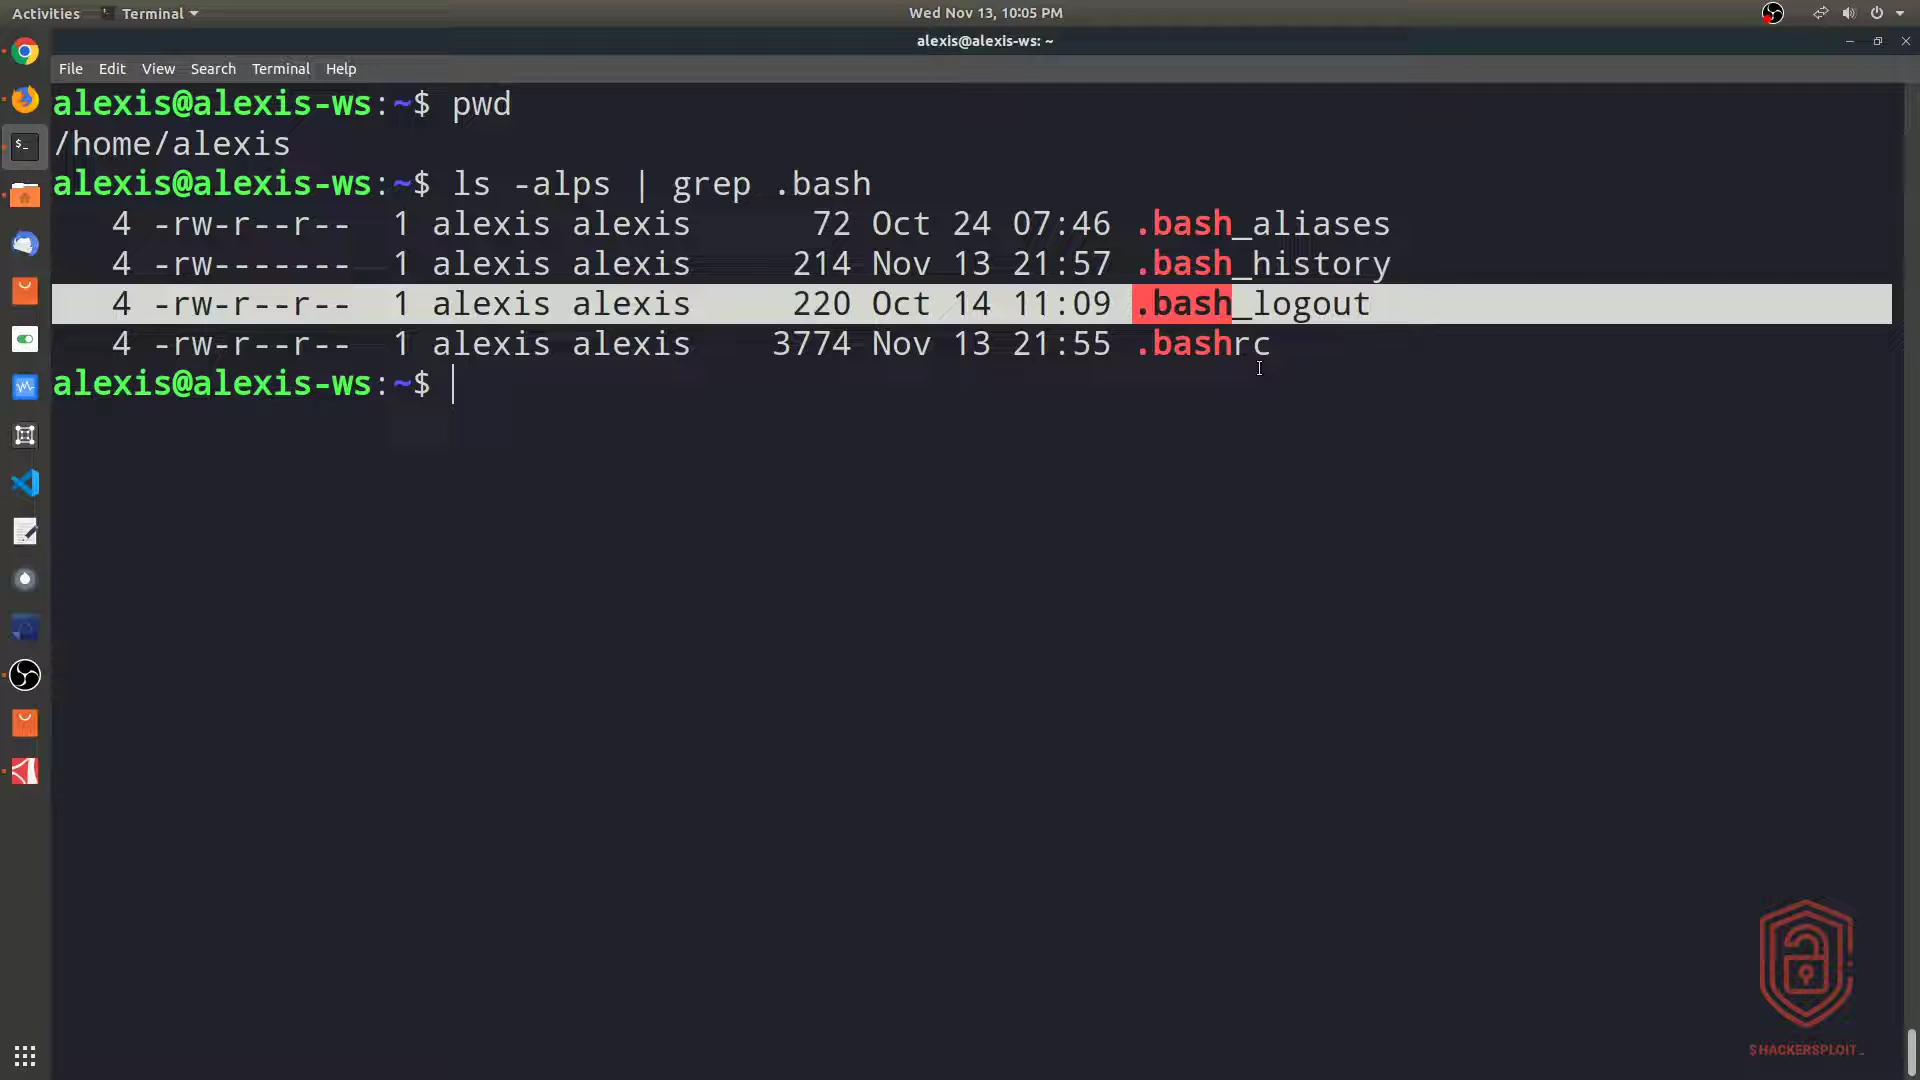 Activities Terminal Wed Nov 13, 10:05 PM
alexis@alexis-ws: ~
File Edit View Search Terminal Help
alexis@alexis-ws:~$ pwd
/home/alexis
alexis@alexis-ws:~$ ls -alps | grep .bash
4 -rw-r--r-- 1 alexis alexis 72 Oct 24 07:46 .bash_aliases
4 -rw------- 1 alexis alexis 214 Nov 13 21:57 .bash_history
4 -rw-r--r-- 1 alexis alexis 220 Oct 14 11:09 .bash_logout
4 -rw-r--r-- 1 alexis alexis 3774 Nov 13 21:55 .bashrc
alexis@alexis-ws:~$
$HACKERSPLOIT_